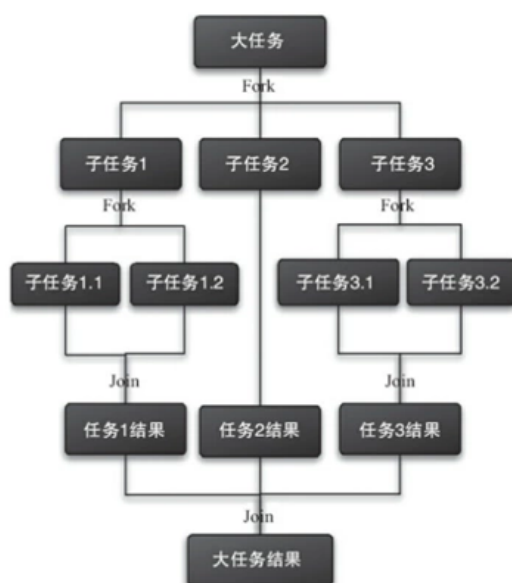 大任务
Fork
子任务1
子任务2
子任务3
Fork
Fork
子任务1.1
子任务1.2
子任务3.1
子任务3.2
Join
Join
任务1结果
任务2结果
任务3结果
Join
大任务结果